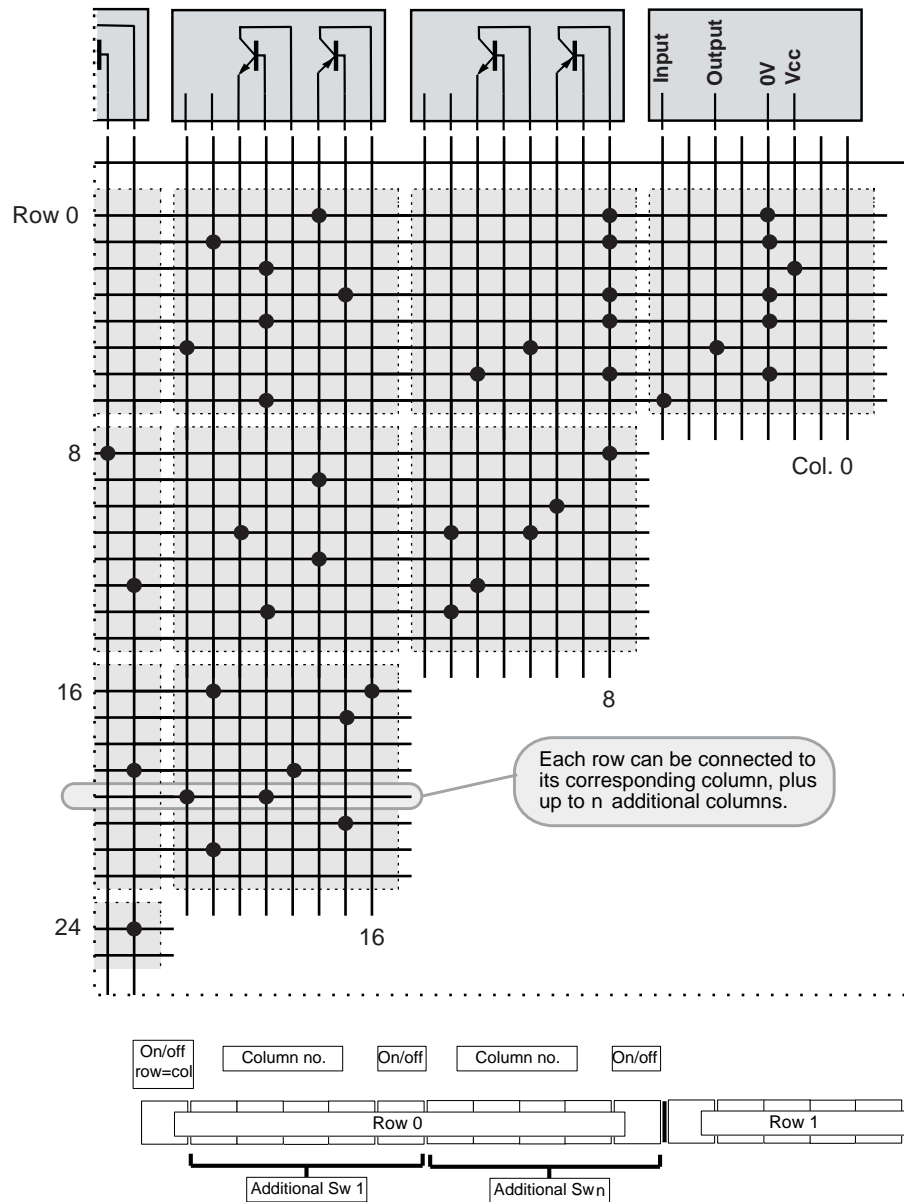 Input
Output
0V
Vcc
Row 0
8
Col. 0
16
8
Each row can be connected to
its corresponding column, plus
up to n additional columns.
24
16
On/off
row=col
Column no.
On/off
Column no.
On/off
Row 0
Row 1
Additional Sw 1
Additional Swn